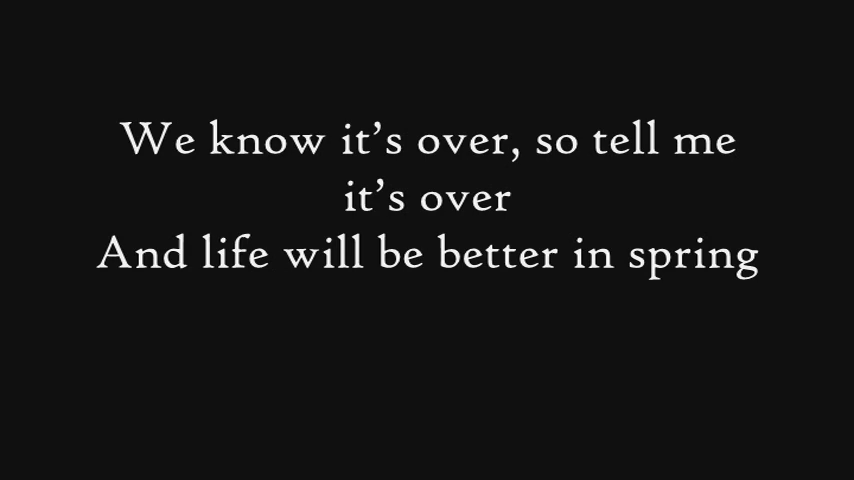 We know it’s over, so tell me
it’s over
And life will be better in spring